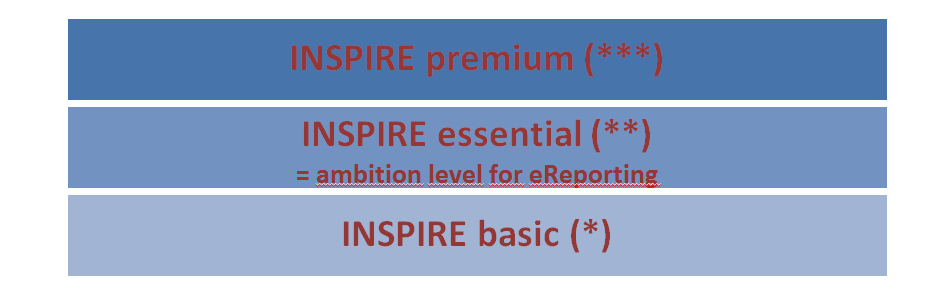 INSPIRE premium (***)
INSPIRE essential (**)
= ambition level for eReporting
INSPIRE basic (*)